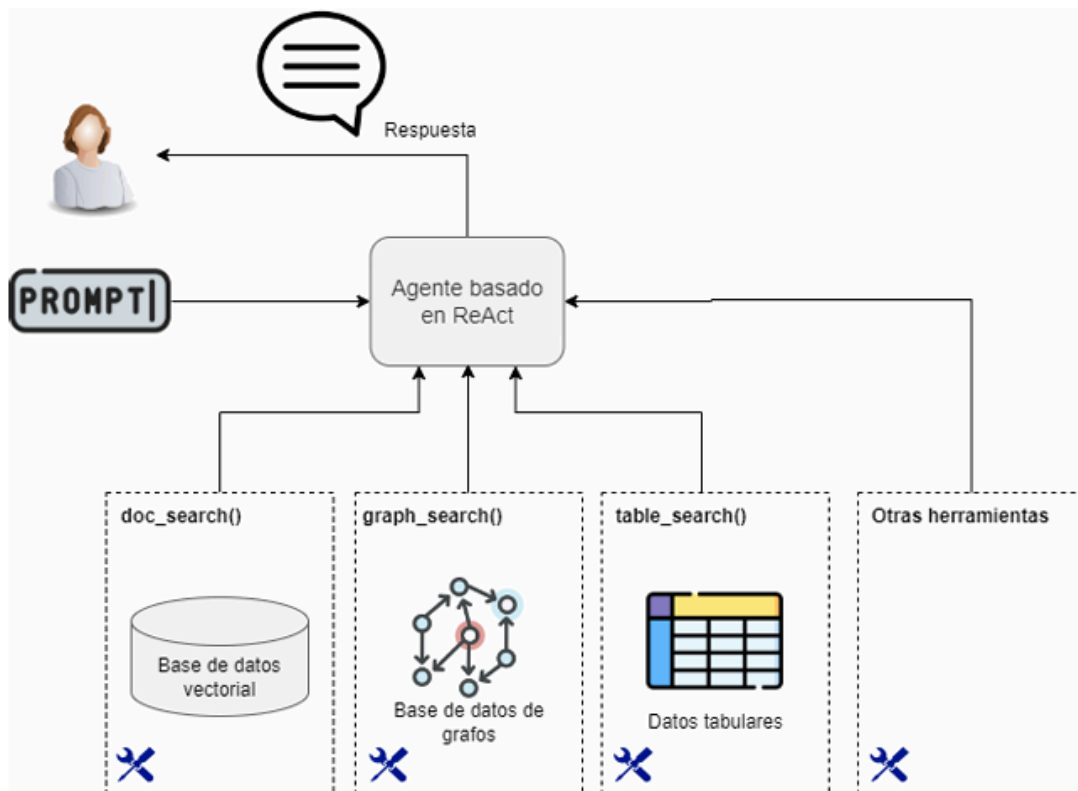 Respuesta
PROMPT
Agente basado
en ReAct
doc_search()
graph_search()
table_search()
Otras herramientas
Base de datos
vectorial
Base de datos de
grafos
Datos tabulares